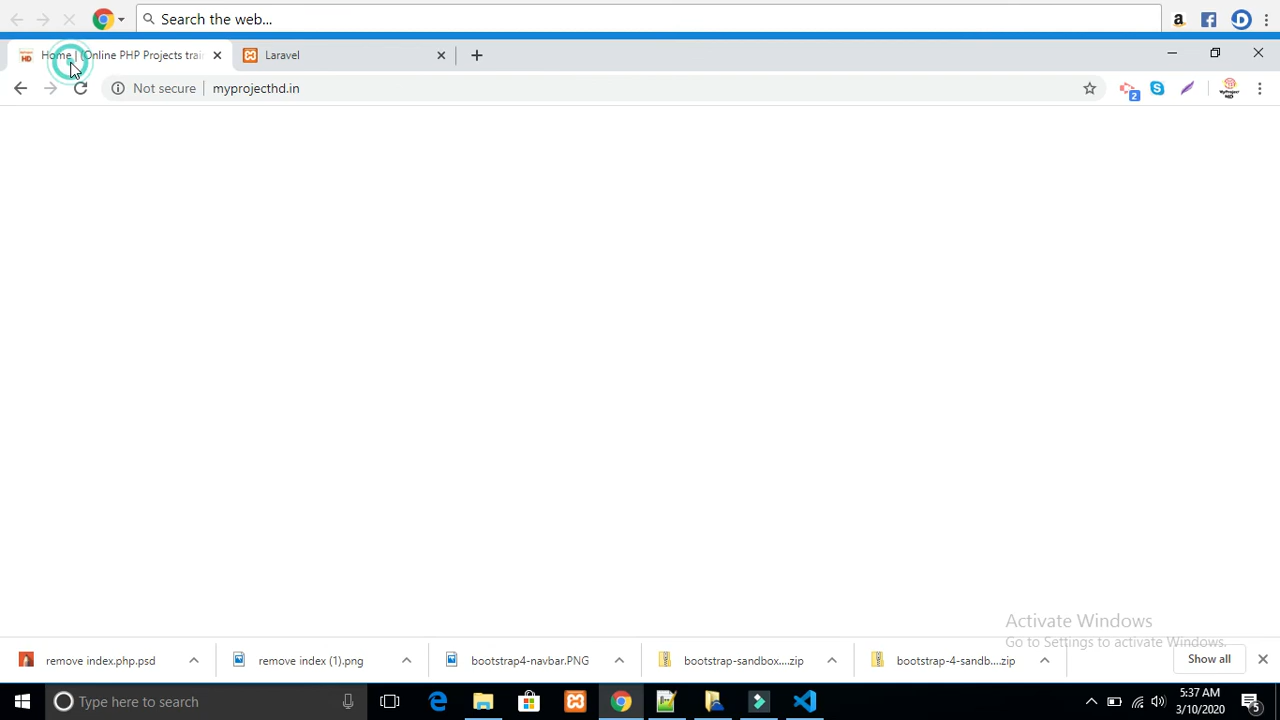 Search the web...
Home | (Online PHP Projects trai
Laravel
Not secure
myprojecthd.in
2
Activate Windows
Go to Settings to activate Windows.
remove index.php.psd
remove index (1).png
bootstrap4-navbar.PNG
bootstrap-sandbox....zip
bootstrap-4-sandb....zip
Show all
Type here to search
5:37 AM
3/10/2020
5